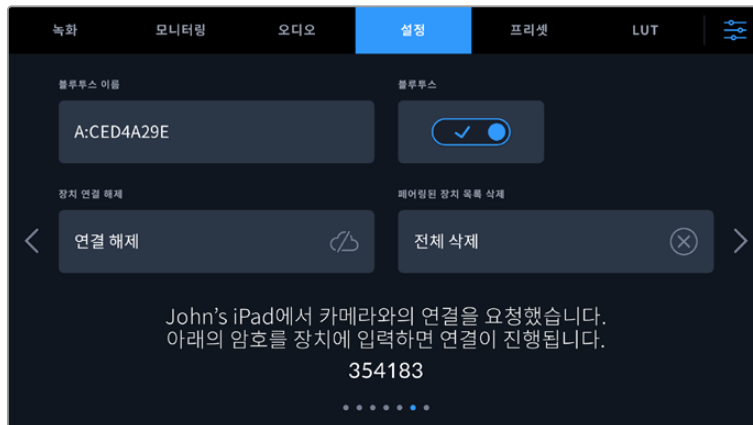 녹화 모니터링 오디오 설정 프리셋 LUT
블루투스 이름 블루투스
A:CED4A29E
장치 연결 해제 페어링된 장치 목록 삭제
연결 해제 전체 삭제
John’s iPad에서 카메라와의 연결을 요청했습니다.
아래의 암호를 장치에 입력하면 연결이 진행됩니다.
354183